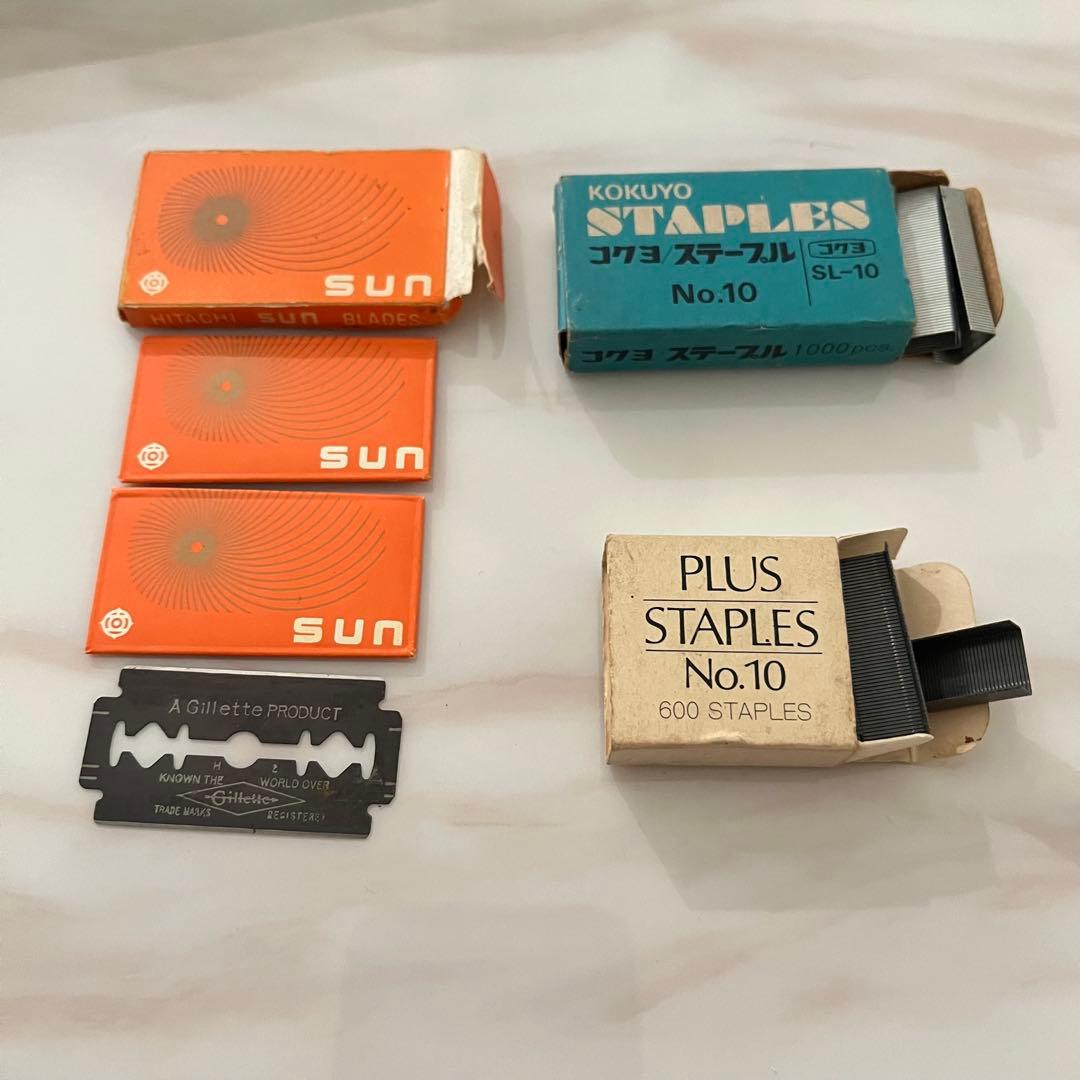 sun
HITACHI sun BLADES
sun
sun
A Gillette PRODUCT
H 2
KNOWN THE WORLD OVER
Gillette
TRADE MARKS REGISTERED
KOKUYO
STAPLES
コクヨ/ステープル
コクヨ
SL-10
No.10
コクヨ ステープル 1000pcs.
PLUS
STAPLES
No.10
600 STAPLES